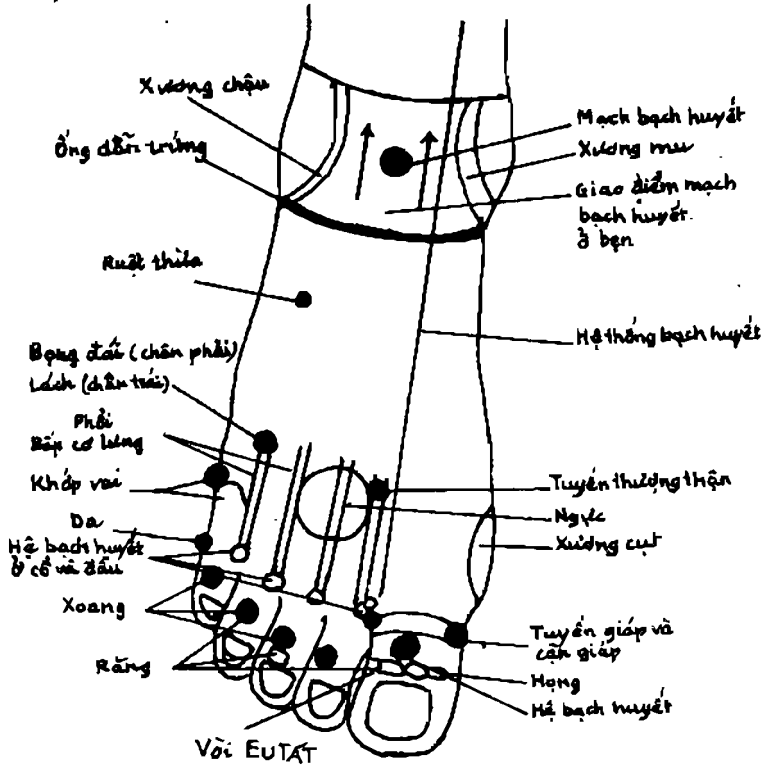 Xương chậu
Ống dẫn trứng
Ruột thừa
Bọng đái (chân phải)
Lách (chân trái)
Phổi
Bắp cơ lưng
Khớp vai
Da
Hệ bạch huyết
ở cổ và đầu
Xoang
Răng
Vòi EUTAT
Mạch bạch huyết
Xương mu
Giao điểm mạch
bạch huyết
ở bẹn
Hệ thống bạch huyết
Tuyến thượng thận
Ngực
Xương cụt
Tuyến giáp và
cận giáp
Họng
Hệ bạch huyết